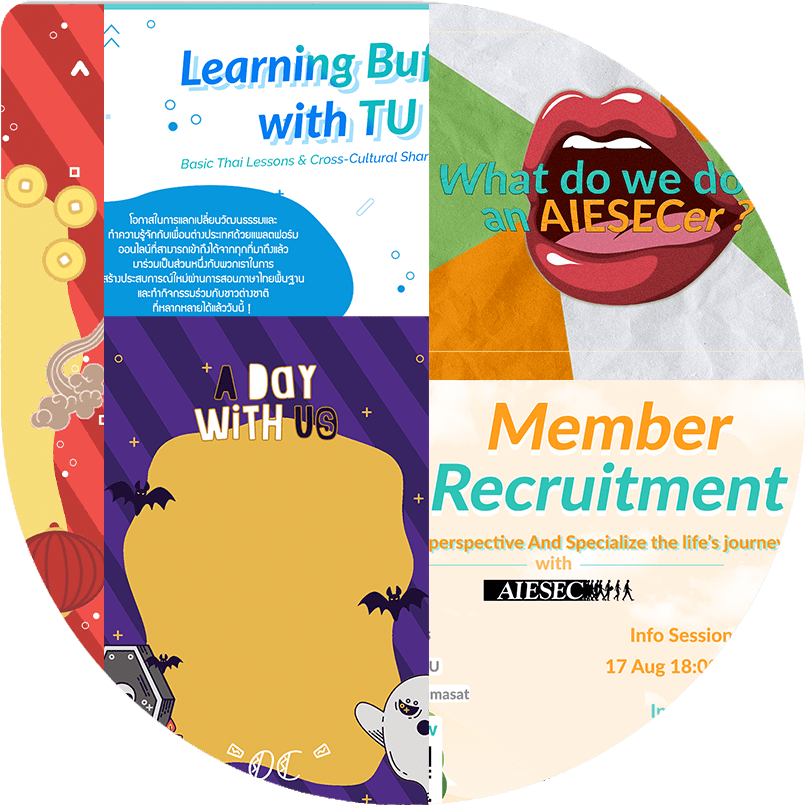 Learning Buf
with TU
Basic Thai Lessons & Cross-Cultural Shar
โอกาสในการแลกเปลี่ยนวัฒนธรรมและ
ทำความรู้จักกับเพื่อนต่างประเทศด้วยแพลตฟอร์ม
ออนไลน์ที่สามารถเข้าถึงได้จากทุกที่มาถึงแล้ว
มาร่วมเป็นส่วนหนึ่งกับพวกเราในการ
สร้างประสบการณ์ใหม่ผ่านการสอนภาษาไทยพื้นฐาน
และทำกิจกรรมร่วมกับชาวต่างชาติ
ที่หลากหลายได้แล้ววันนี้ !
What do we do
an AIESECer ?
A DAY
WiTH US
DC
Member
Recruitment
perspective And Specialize the life's journey
with
AIESEC
Info Session
17 Aug 18:0
U
masat